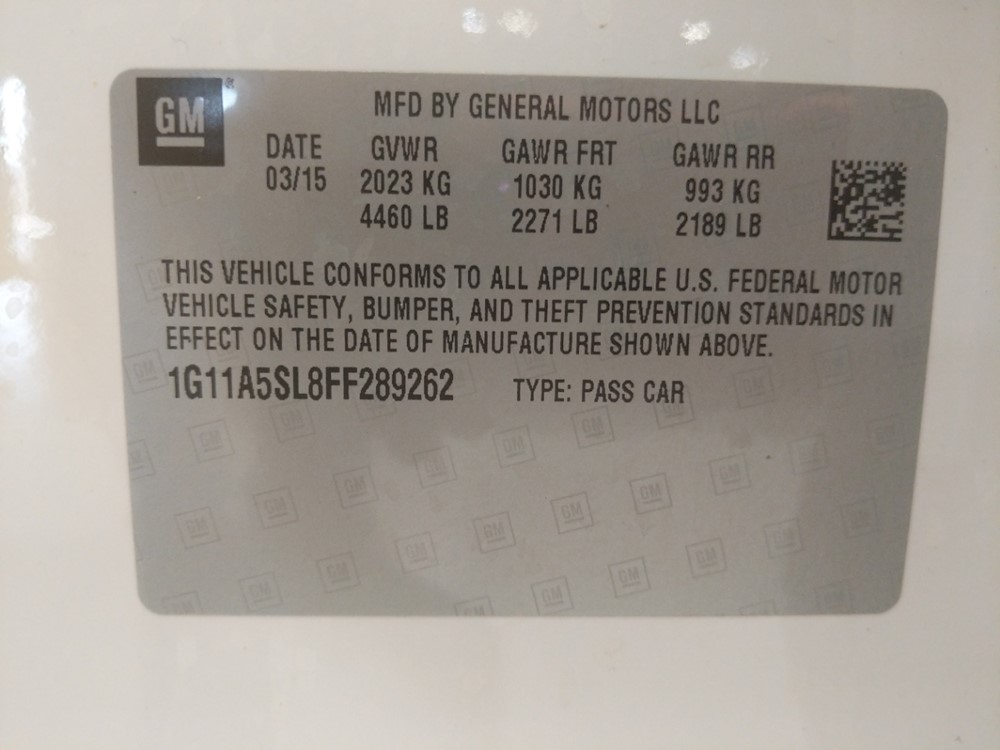 GM
MFD BY GENERAL MOTORS LLC
DATE GVWR GAWR FRT GAWR RR
03/15 2023 KG 1030 KG 993 KG
4460 LB 2271 LB 2189 LB
THIS VEHICLE CONFORMS TO ALL APPLICABLE U.S. FEDERAL MOTOR
VEHICLE SAFETY, BUMPER, AND THEFT PREVENTION STANDARDS IN
EFFECT ON THE DATE OF MANUFACTURE SHOWN ABOVE.
1G11A5SL8FF289262 TYPE: PASS CAR